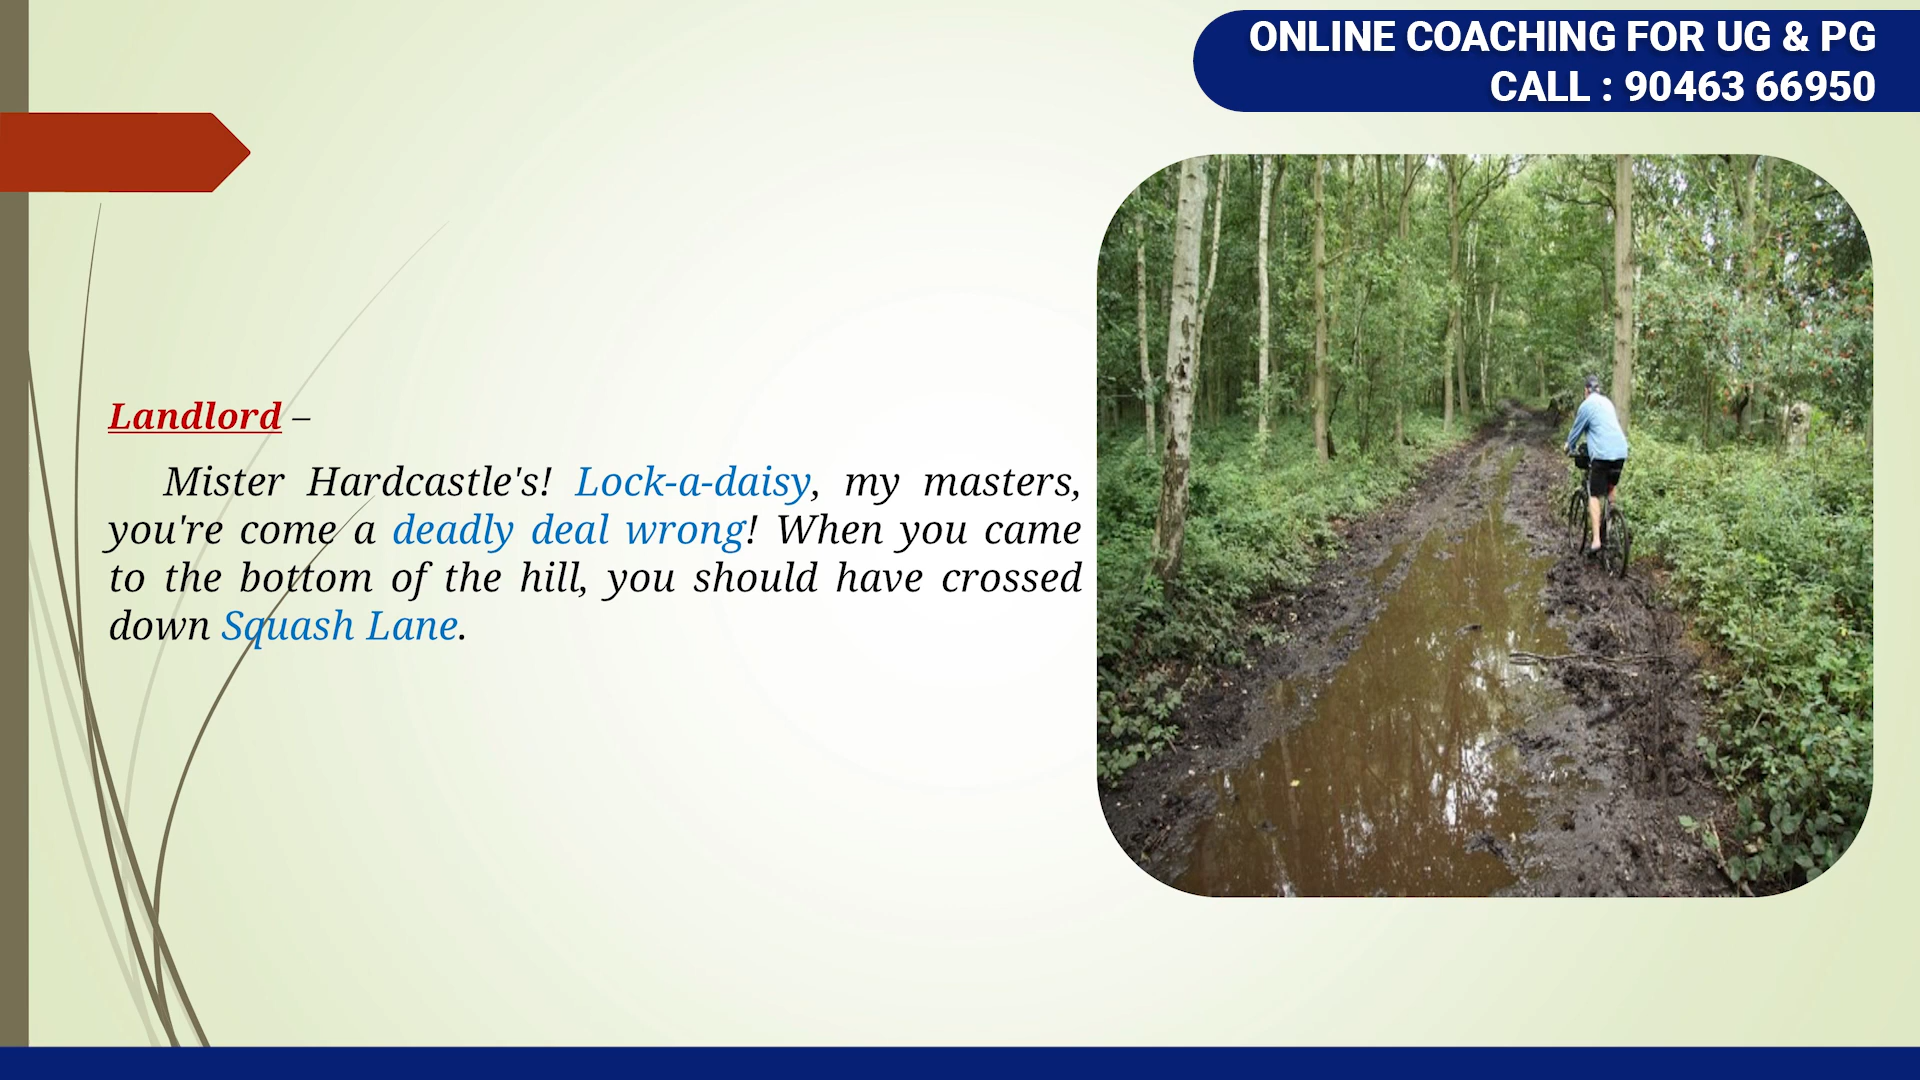 ONLINE COACHING FOR UG & PG
CALL : 90463 66950
Landlord –
Mister Hardcastle's! Lock-a-daisy, my masters,
you're come a deadly deal wrong! When you came
to the bottom of the hill, you should have crossed
down Squash Lane.